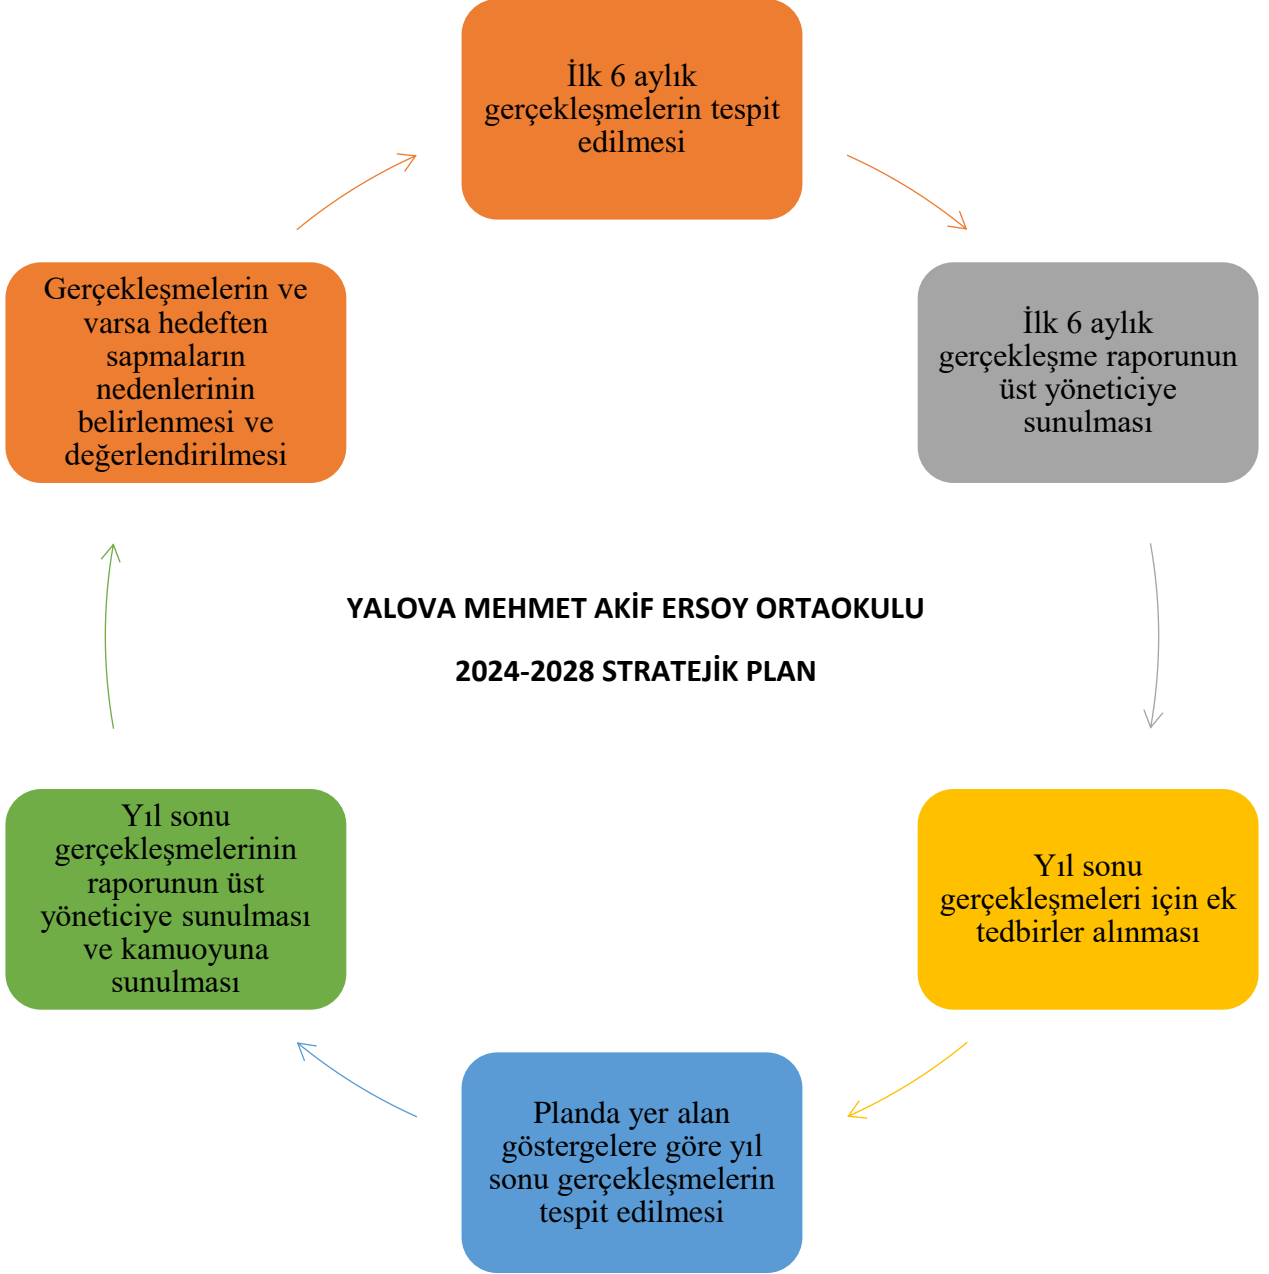 İlk 6 aylık
gerçekleşmelerin tespit
edilmesi
İlk 6 aylık
gerçekleşme raporunun
üst yöneticiye
sunulması
Yıl sonu
gerçekleşmeleri için ek
tedbirler alınması
Planda yer alan
göstergelere göre yıl
sonu gerçekleşmelerin
tespit edilmesi
Yıl sonu
gerçekleşmelerinin
raporunun üst
yöneticiye sunulması
ve kamuoyuna
sunulması
Gerçekleşmelerin ve
varsa hedeften
sapmaların
nedenlerinin
belirlenmesi ve
değerlendirilmesi
YALOVA MEHMET AKİF ERSOY ORTAOKULU
2024-2028 STRATEJİK PLAN